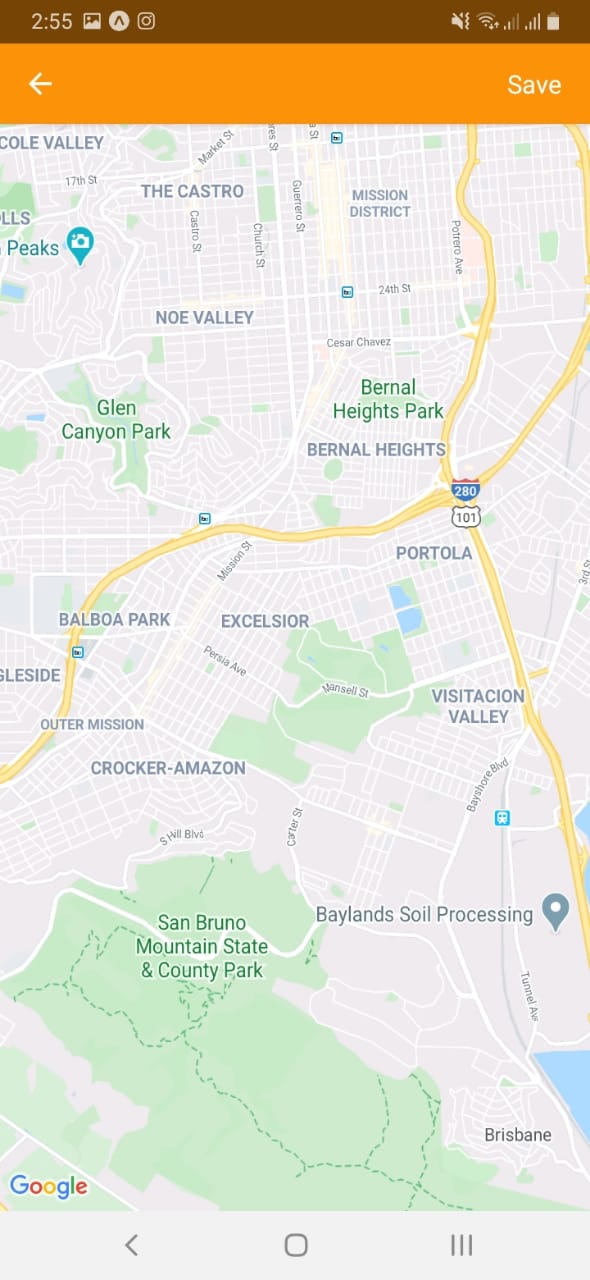 2:55
Save
COLE VALLEY
Market St
17th St
THE CASTRO
Castro St
Church St
Guerrero St
MISSION
DISTRICT
Potrero Ave
Peaks
24th St
NOE VALLEY
Cesar Chavez
Bernal
Heights Park
Glen
Canyon Park
BERNAL HEIGHTS
280
101
PORTOLA
Mission St
BALBOA PARK
EXCELSIOR
Persia Ave
GLESIDE
Mansell St
VISITACION
VALLEY
OUTER MISSION
CROCKER-AMAZON
Bayshore Blvd
S Hill Blvd
Carter St
Baylands Soil Processing
San Bruno
Mountain State
& County Park
Tunnel Ave
Brisbane
Google